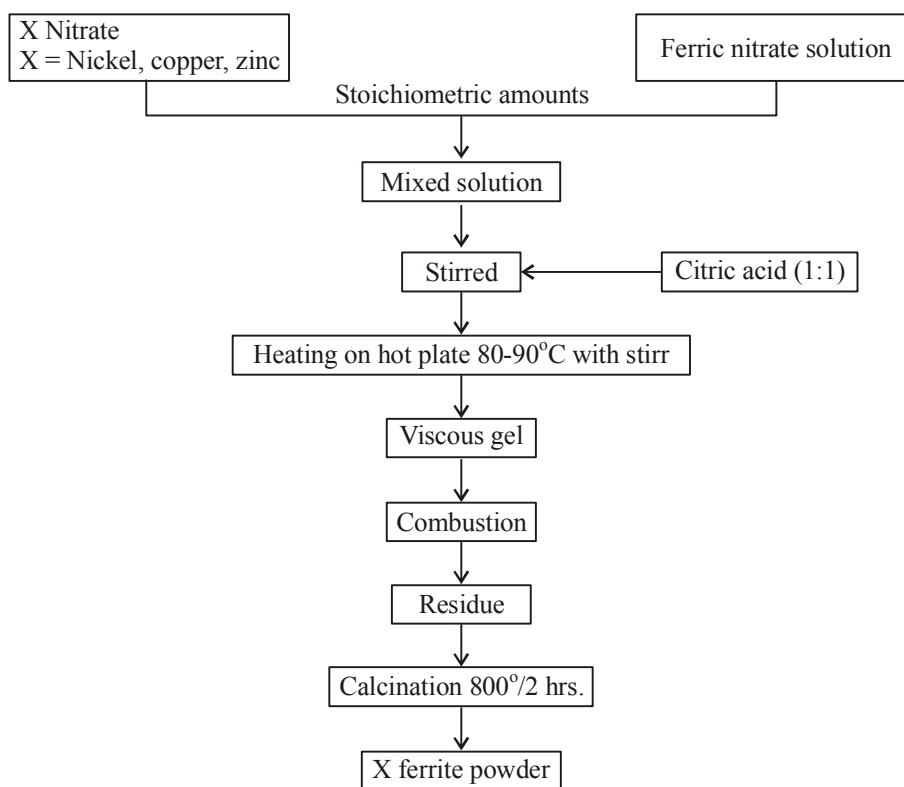 X Nitrate
X = Nickel, copper, zinc
Ferric nitrate solution
Stoichiometric amounts
Mixed solution
Stirred
Citric acid (1:1)
Heating on hot plate 80-90°C with stirr
Viscous gel
Combustion
Residue
Calcination 800°/2 hrs.
X ferrite powder